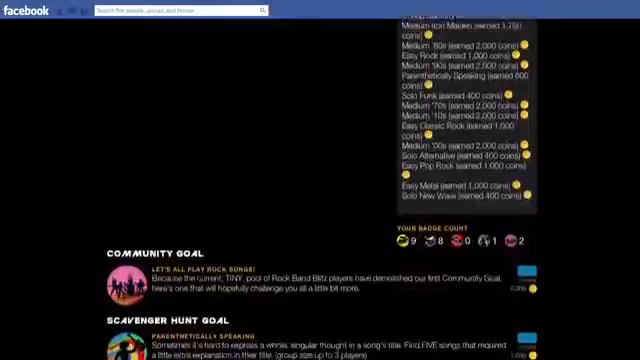 facebook
Search for people, places and things
Medium Iron Maiden (earned 1,750
coins)
Medium '80s (earned 2,000 coins)
Easy Rock (earned 1,000 coins)
Medium '90s (earned 2,000 coins)
Parenthetically Speaking (earned 600
coins)
Solo Funk (earned 400 coins)
Medium '70s (earned 2,000 coins)
Medium '10s (earned 2,000 coins)
Easy Classic Rock (earned 1,000
coins)
Medium '00s (earned 2,000 coins)
Solo Alternative (earned 400 coins)
Easy Pop Rock (earned 1,000 coins)
Easy Metal (earned 1,000 coins)
Solo New Wave (earned 400 coins)
YOUR BADGE COUNT
9 8 0 1 2
COMMUNITY GOAL
LET'S ALL PLAY ROCK SONGS!
Because the current, TINY, pool of Rock Band Blitz players have demolished our first Community Goal,
here's one that will hopefully challenge you all a little bit more.
SCAVENGER HUNT GOAL
PARENTHETICALLY SPEAKING
Sometimes it's hard to express a whole, singular thought in a song's title. Find FIVE songs that required
a little extra explanation in their title. (group size up to 3 players)